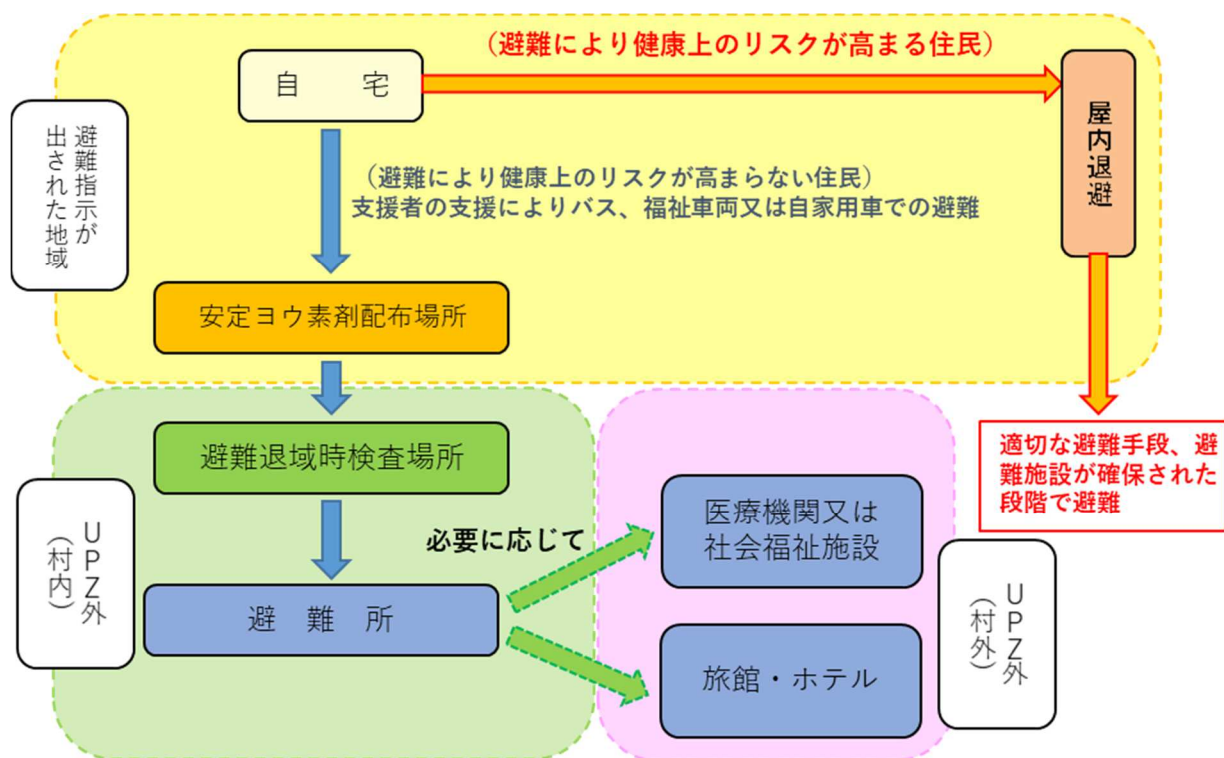 （避難により健康上のリスクが高まる住民）
自　宅
屋内退避
避難指示が
出された地域
（避難により健康上のリスクが高まらない住民）
支援者の支援によりバス、福祉車両又は自家用車での避難
安定ヨウ素剤配布場所
避難退域時検査場所
適切な避難手段、避
難施設が確保された
段階で避難
UPZ外
（村内）
必要に応じて
避　難　所
医療機関又は
社会福祉施設
旅館・ホテル
UPZ外
（村外）